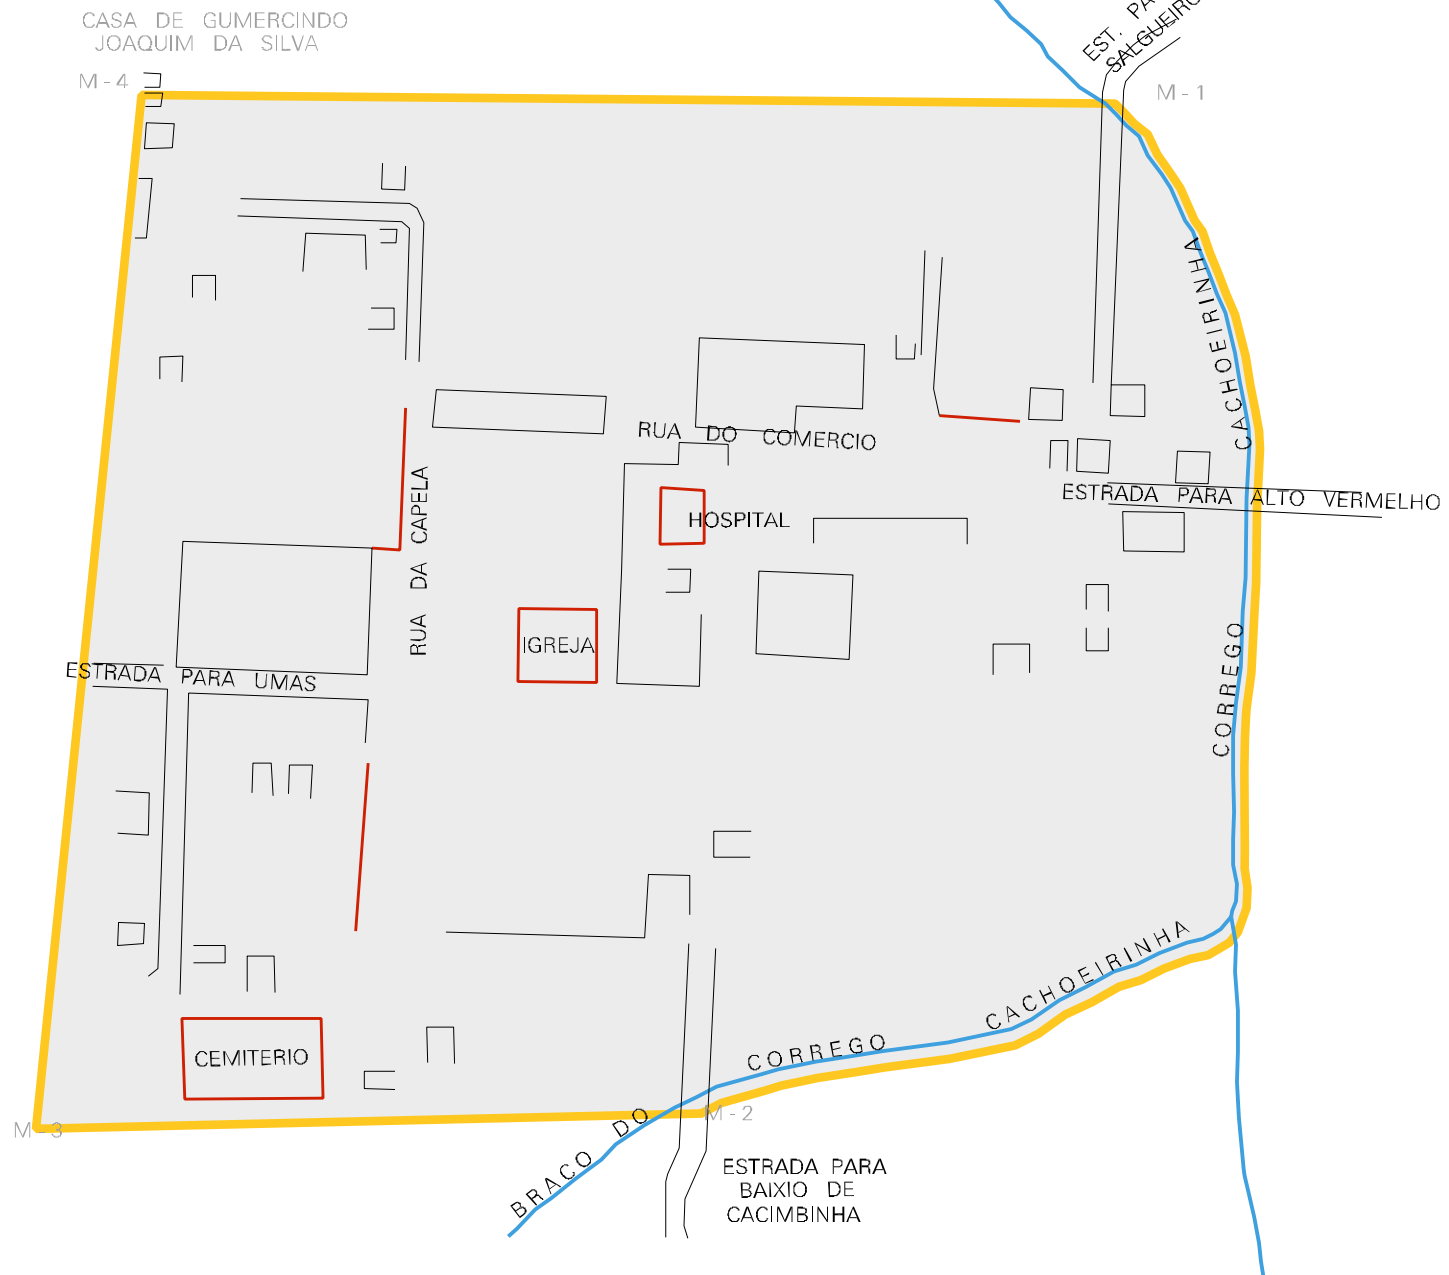 CASA DE GUMERCINDO
JOAQUIM DA SILVA
M - 4
EST.
SALGUEIRO
M - 1
CACHOEIRINHA
RUA DO COMERCIO
RUA DA CAPELA
HOSPITAL
ESTRADA PARA ALTO VERMELHO
IGREJA
ESTRADA PARA UMAS
CORREGO
CEMITERIO
BRACO DO CORREGO CACHOEIRINHA
M - 3
M - 2
ESTRADA PARA
BAIXIO DE
CACIMBINHA